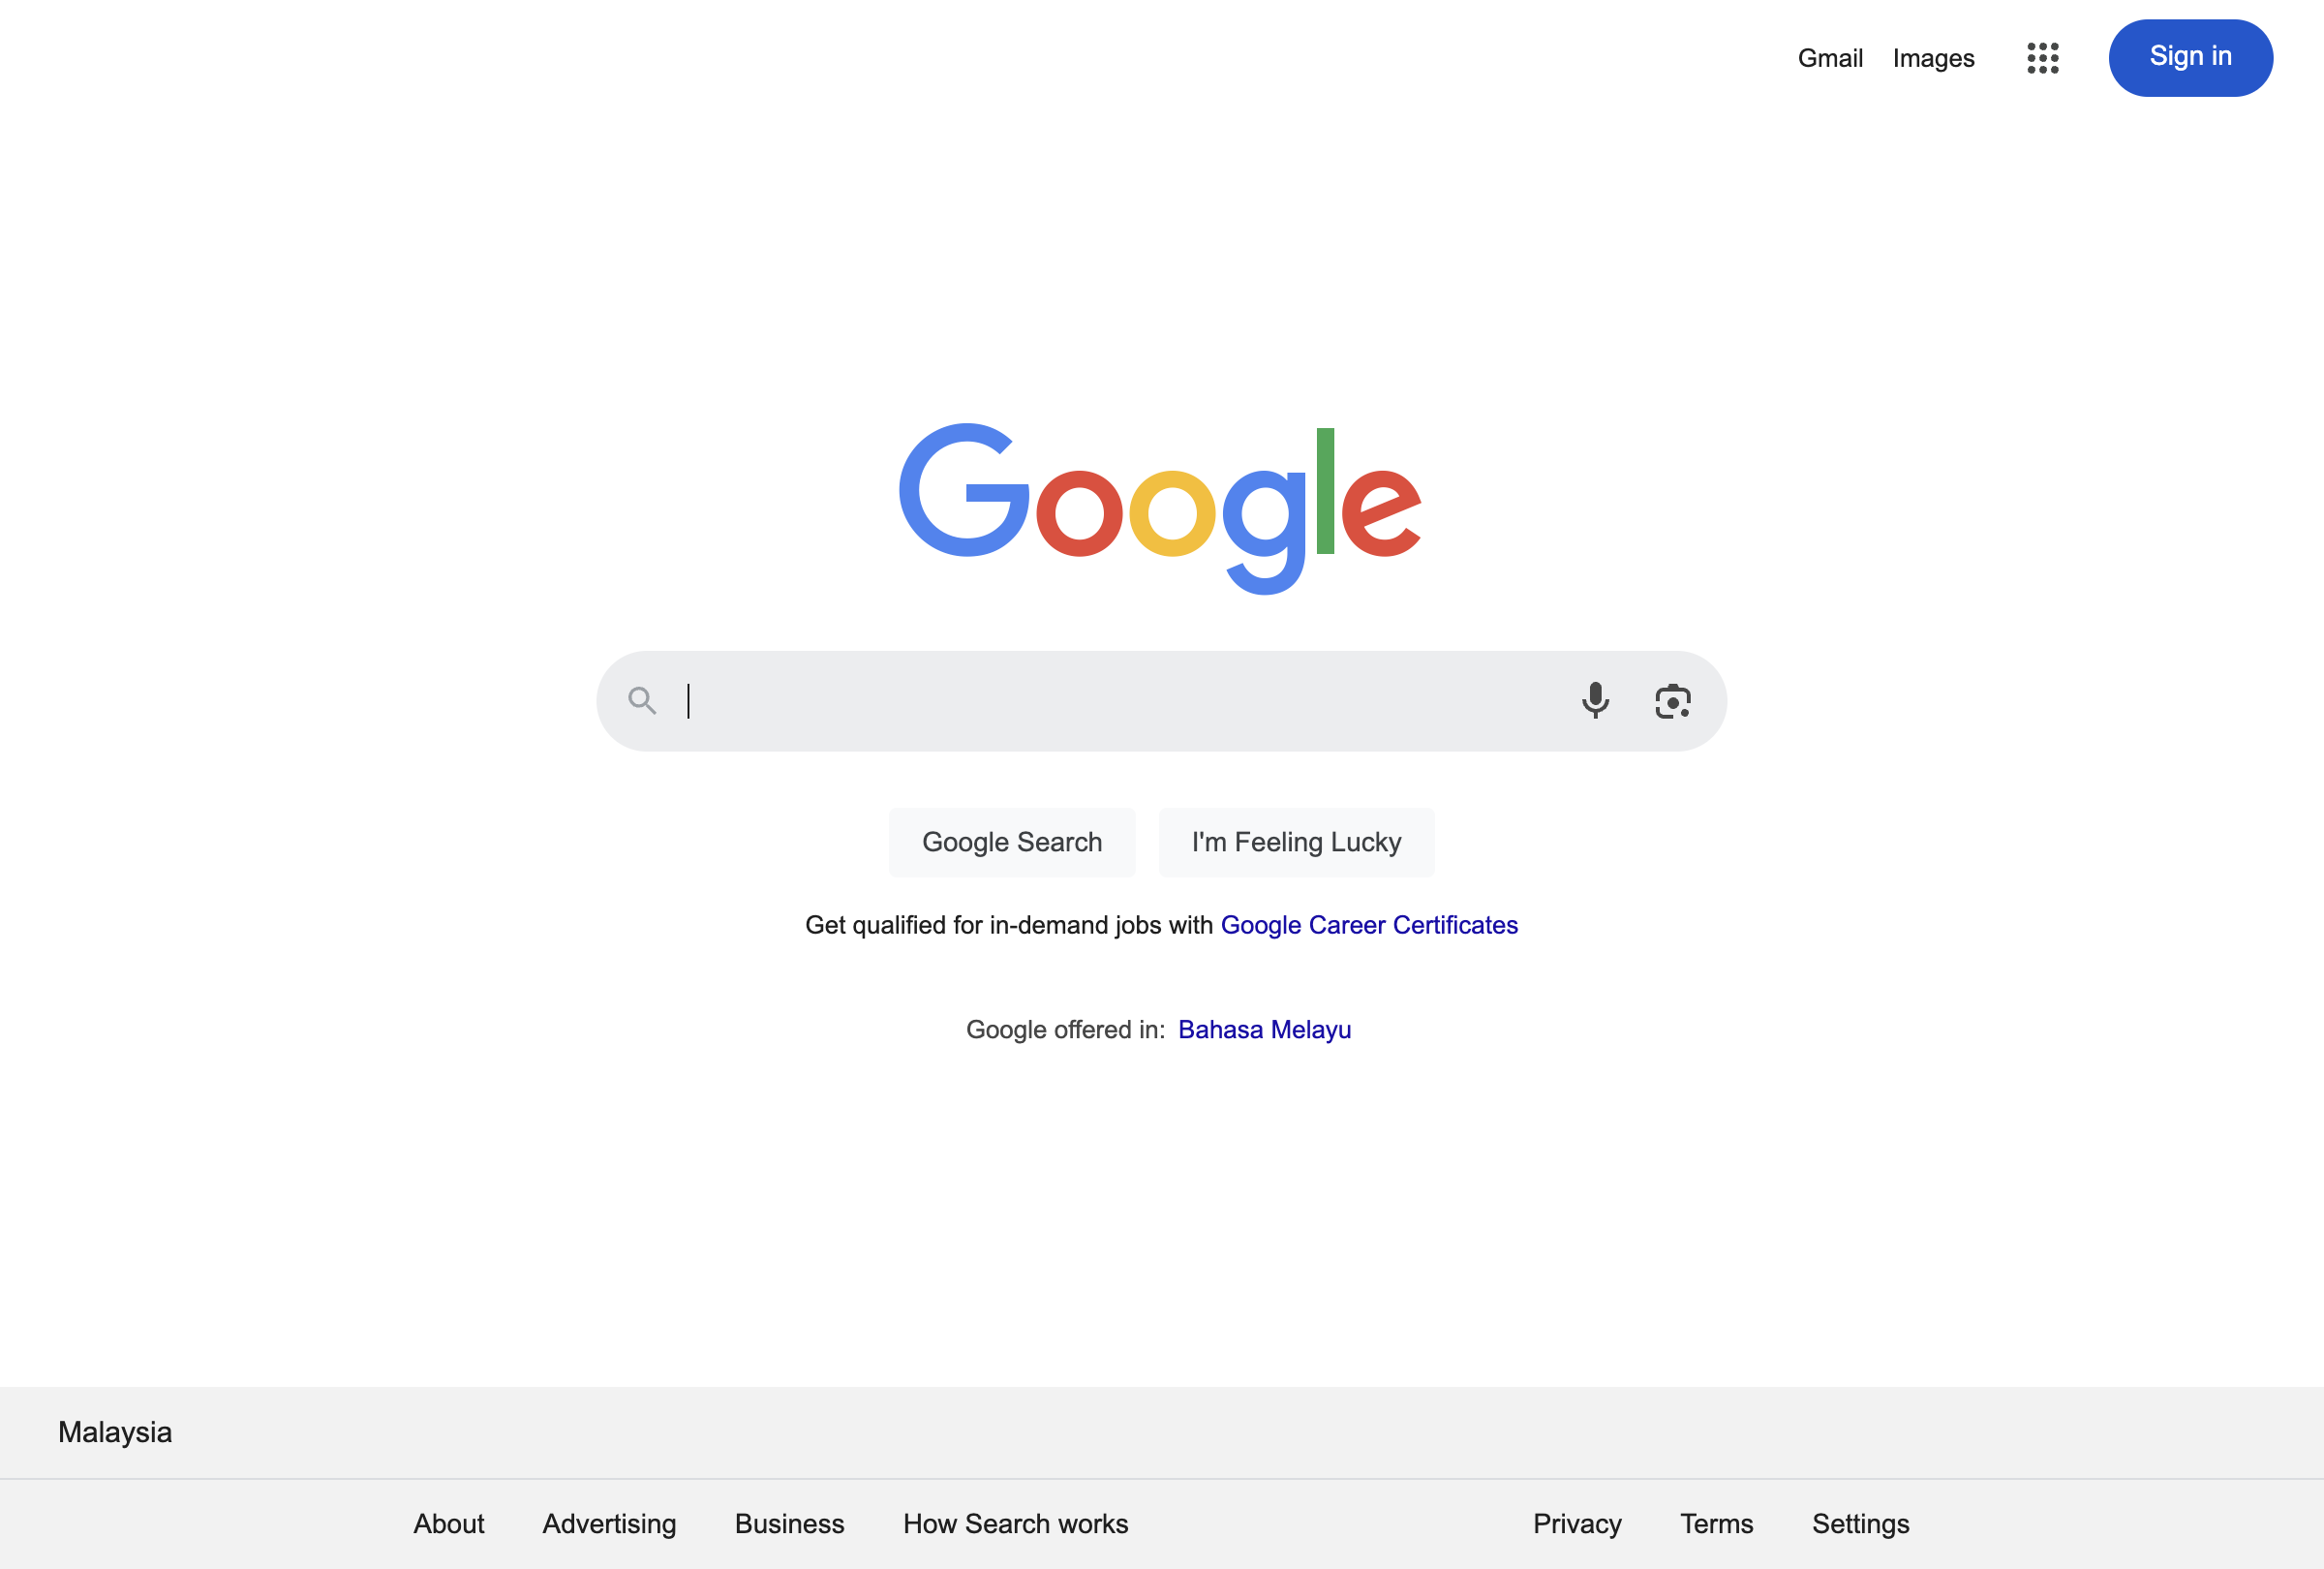 Gmail Images Sign in
Google
Google Search I'm Feeling Lucky
Get qualified for in-demand jobs with Google Career Certificates
Google offered in: Bahasa Melayu
Malaysia
About Advertising Business How Search works Privacy Terms Settings